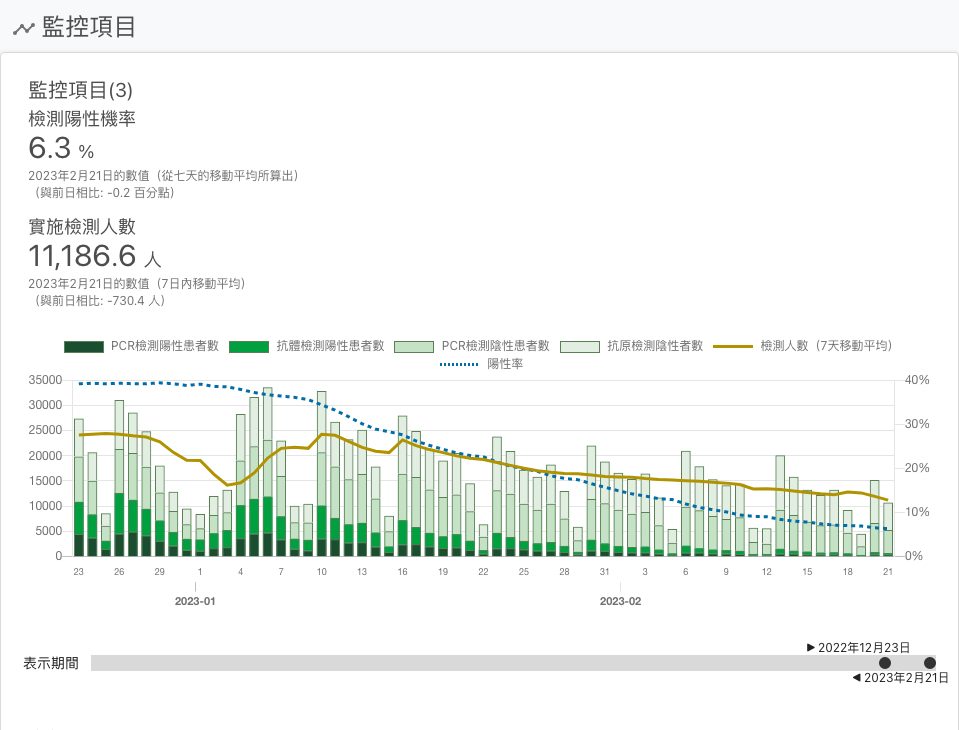 監控項目
監控項目(3)
檢測陽性機率
6.3 %
2023年2月21日的數值（從七天的移動平均所算出）
（與前日相比: -0.2 百分點）
實施檢測人數
11,186.6 人
2023年2月21日的數值（7日內移動平均）
（與前日相比: -730.4 人）
PCR檢測陽性患者數 抗體檢測陽性患者數 PCR檢測陰性患者數 抗原檢測陰性者數 檢測人數（7天移動平均）
陽性率
35000 40%
30000
25000 30%
20000
15000 20%
10000 10%
5000
0 0%
23 26 29 1 4 7 10 13 16 19 22 25 28 31 3 6 9 12 15 18 21
2023-01 2023-02
▶ 2022年12月23日
表示期間
◀ 2023年2月21日